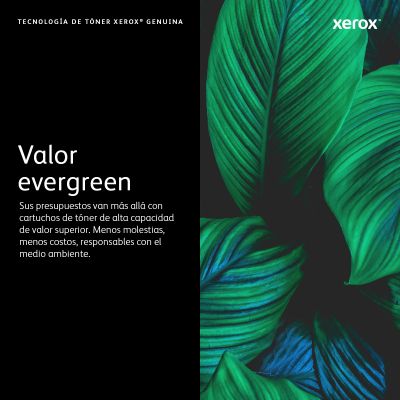 TECNOLOGÍA DE TÓNER XEROX® GENUINA
xerox™
Valor
evergreen
Sus presupuestos van más allá con
cartuchos de tóner de alta capacidad
de valor superior. Menos molestias,
menos costos, responsables con el
medio ambiente.